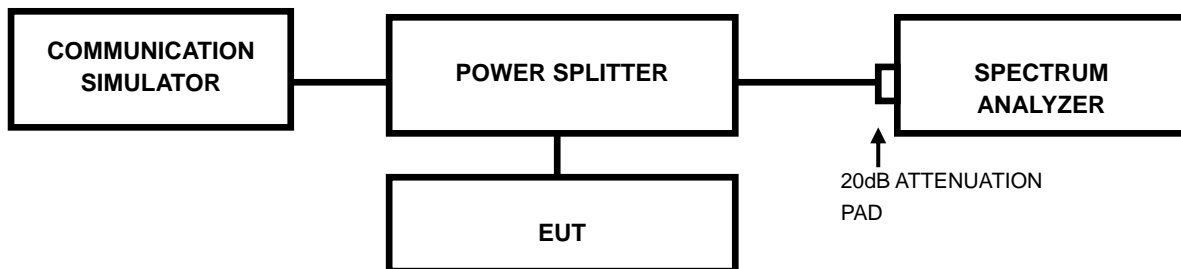 COMMUNICATION
SIMULATOR
POWER SPLITTER
SPECTRUM
ANALYZER
20dB ATTENUATION
PAD
EUT